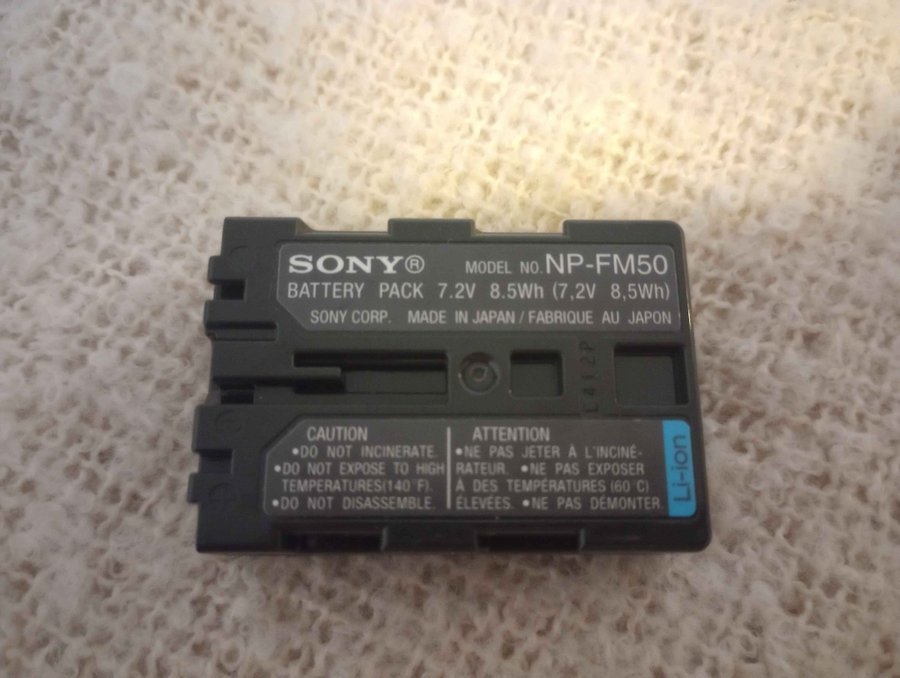 SONY® MODEL NO. NP-FM50
BATTERY PACK 7.2V 8.5Wh (7,2V 8,5Wh)
SONY CORP. MADE IN JAPAN / FABRIQUE AU JAPON
CAUTION
•DO NOT INCINERATE.
•DO NOT EXPOSE TO HIGH
TEMPERATURES(140 °F).
•DO NOT DISASSEMBLE.
ATTENTION
•NE PAS JETER À L'INCINÉ-
RATEUR. •NE PAS EXPOSER
À DES TEMPÉRATURES (60 °C)
ÉLEVÉES. •NE PAS DÉMONTER.
Li-ion